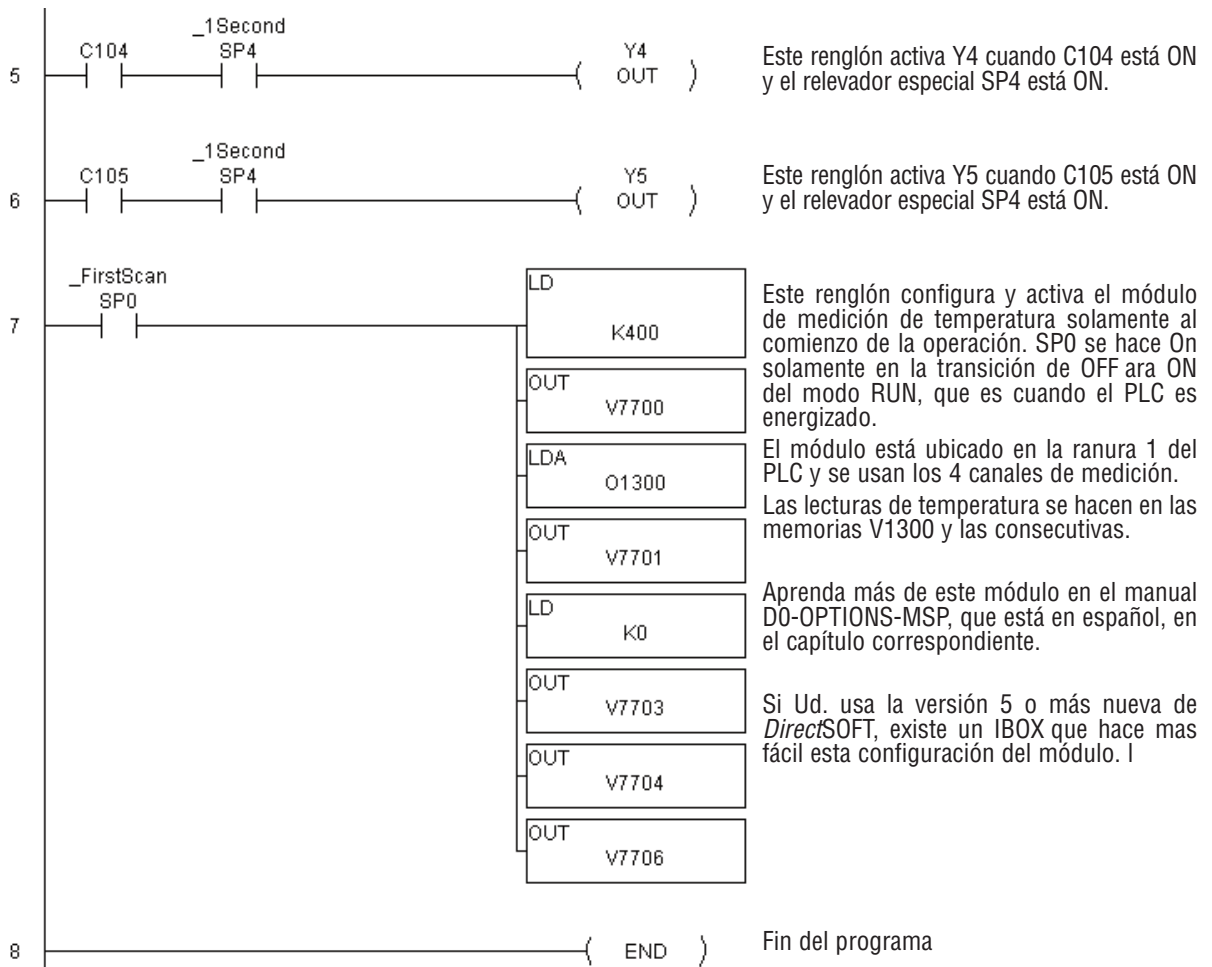 _1Second
C104 SP4 Y4
5 OUT
Este renglón activa Y4 cuando C104 está ON
y el relevador especial SP4 está ON.
_1Second
C105 SP4 Y5
6 OUT
Este renglón activa Y5 cuando C105 está ON
y el relevador especial SP4 está ON.
_FirstScan
SP0
7
LD
K400
OUT
V7700
LDA
O1300
OUT
V7701
LD
K0
OUT
V7703
OUT
V7704
OUT
V7706
Este renglón configura y activa el módulo
de medición de temperatura solamente al
comienzo de la operación. SP0 se hace On
solamente en la transición de OFF ara ON
del modo RUN, que es cuando el PLC es
energizado.
El módulo está ubicado en la ranura 1 del
PLC y se usan los 4 canales de medición.
Las lecturas de temperatura se hacen en las
memorias V1300 y las consecutivas.
Aprenda más de este módulo en el manual
D0-OPTIONS-MSP, que está en español, en
el capítulo correspondiente.
Si Ud. usa la versión 5 o más nueva de
DirectSOFT, existe un IBOX que hace mas
fácil esta configuración del módulo. l
8 END
Fin del programa